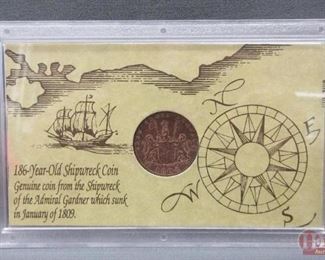 N
E
W
S
186-Year-Old Shipwreck Coin
Genuine coin from the Shipwreck
of the Admiral Gardner which sunk
in January of 1809.